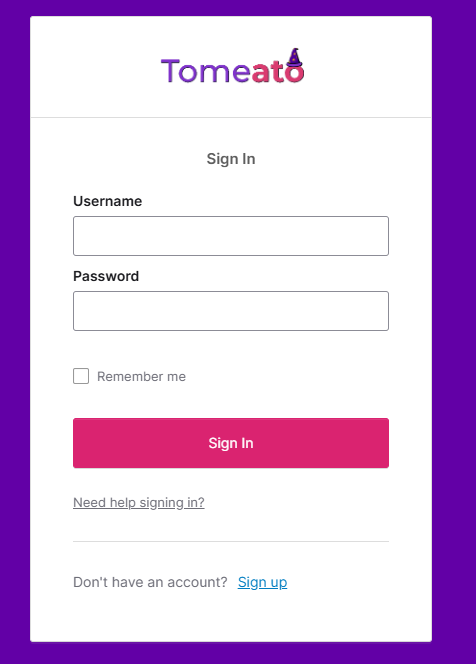 Tomeato
Sign In
Username
Password
Remember me
Sign In
Need help signing in?
Don't have an account? Sign up